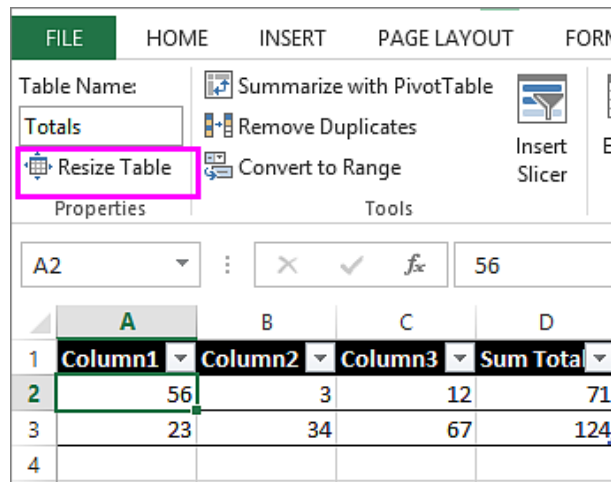 FILE HOME INSERT PAGE LAYOUT FORM
Table Name:
Totals
Resize Table
Properties
Summarize with PivotTable
Remove Duplicates
Convert to Range
Tools
Insert
Slicer
E
A2 fx 56
A B C D
1 Column1 Column2 Column3 Sum Total
2 56 3 12 71
3 23 34 67 124
4